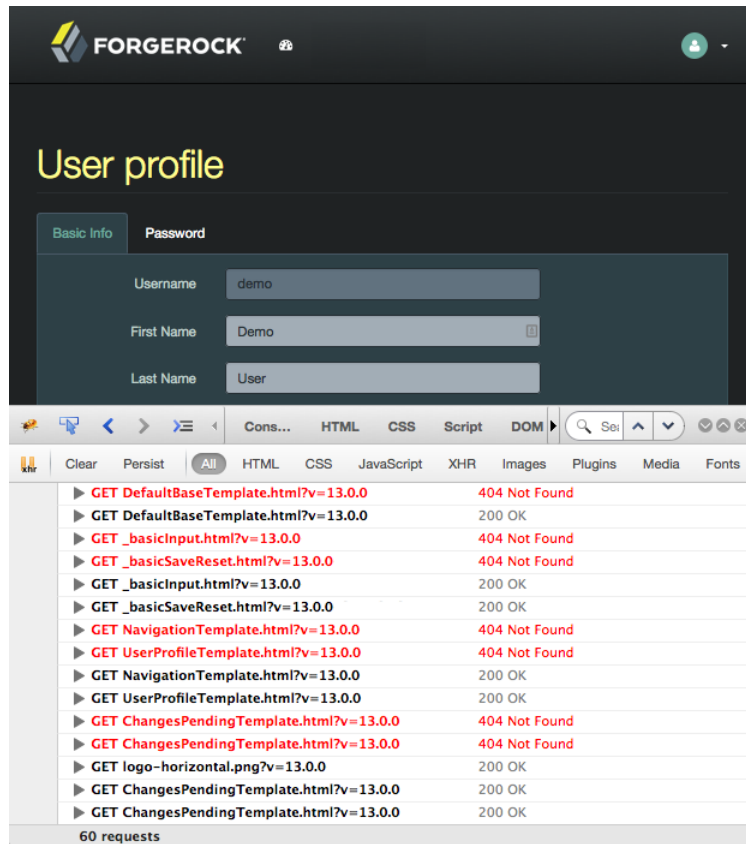 FORGEROCK
User profile
Basic Info Password
Username demo
First Name Demo
Last Name User
Cons... HTML CSS Script DOM
xhr Clear Persist All HTML CSS JavaScript XHR Images Plugins Media Fonts
GET DefaultBaseTemplate.html?v=13.0.0 404 Not Found
GET DefaultBaseTemplate.html?v=13.0.0 200 OK
GET _basicInput.html?v=13.0.0 404 Not Found
GET _basicSaveReset.html?v=13.0.0 404 Not Found
GET _basicInput.html?v=13.0.0 200 OK
GET _basicSaveReset.html?v=13.0.0 200 OK
GET NavigationTemplate.html?v=13.0.0 404 Not Found
GET UserProfileTemplate.html?v=13.0.0 404 Not Found
GET NavigationTemplate.html?v=13.0.0 200 OK
GET UserProfileTemplate.html?v=13.0.0 200 OK
GET ChangesPendingTemplate.html?v=13.0.0 404 Not Found
GET ChangesPendingTemplate.html?v=13.0.0 404 Not Found
GET logo-horizontal.png?v=13.0.0 200 OK
GET ChangesPendingTemplate.html?v=13.0.0 200 OK
GET ChangesPendingTemplate.html?v=13.0.0 200 OK
60 requests